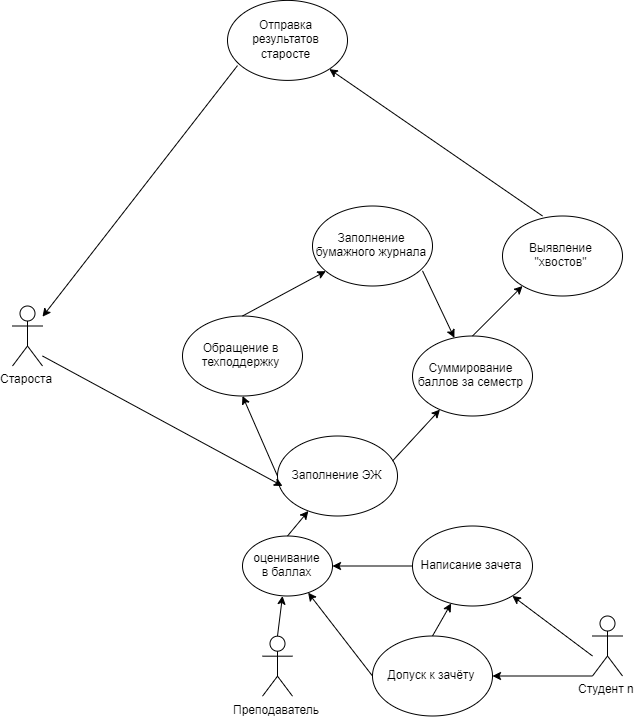 Отправка
результатов
старосте
Заполнение
бумажного журнала
Выявление
"хвостов"
Обращение в
техподдержку
Суммирование
баллов за семестр
Староста
Заполнение ЭЖ
оценивание
в баллах
Написание зачета
Допуск к зачёту
Студент n
Преподаватель